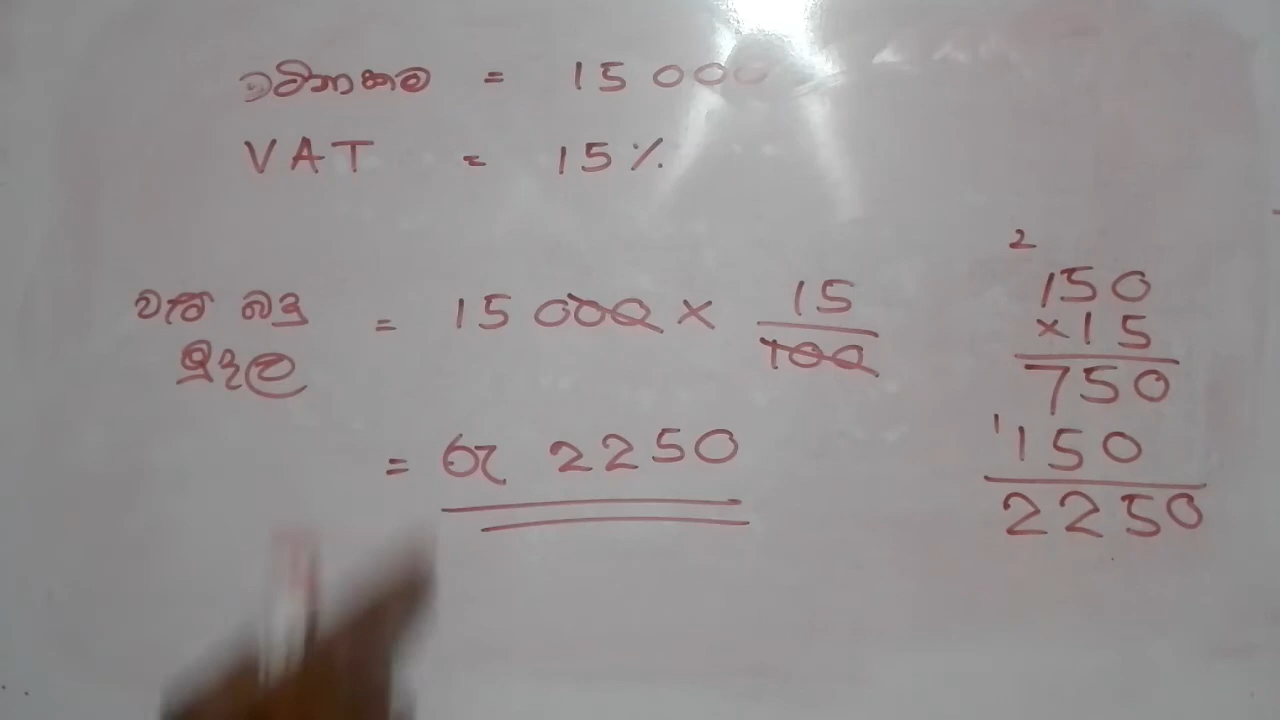 වටිනාකම = 15 000
VAT = 15%
වැට් බදු = 15 000 × 15/100
මුදල
= රු 2250
2
150
×15
750
1 150
2250